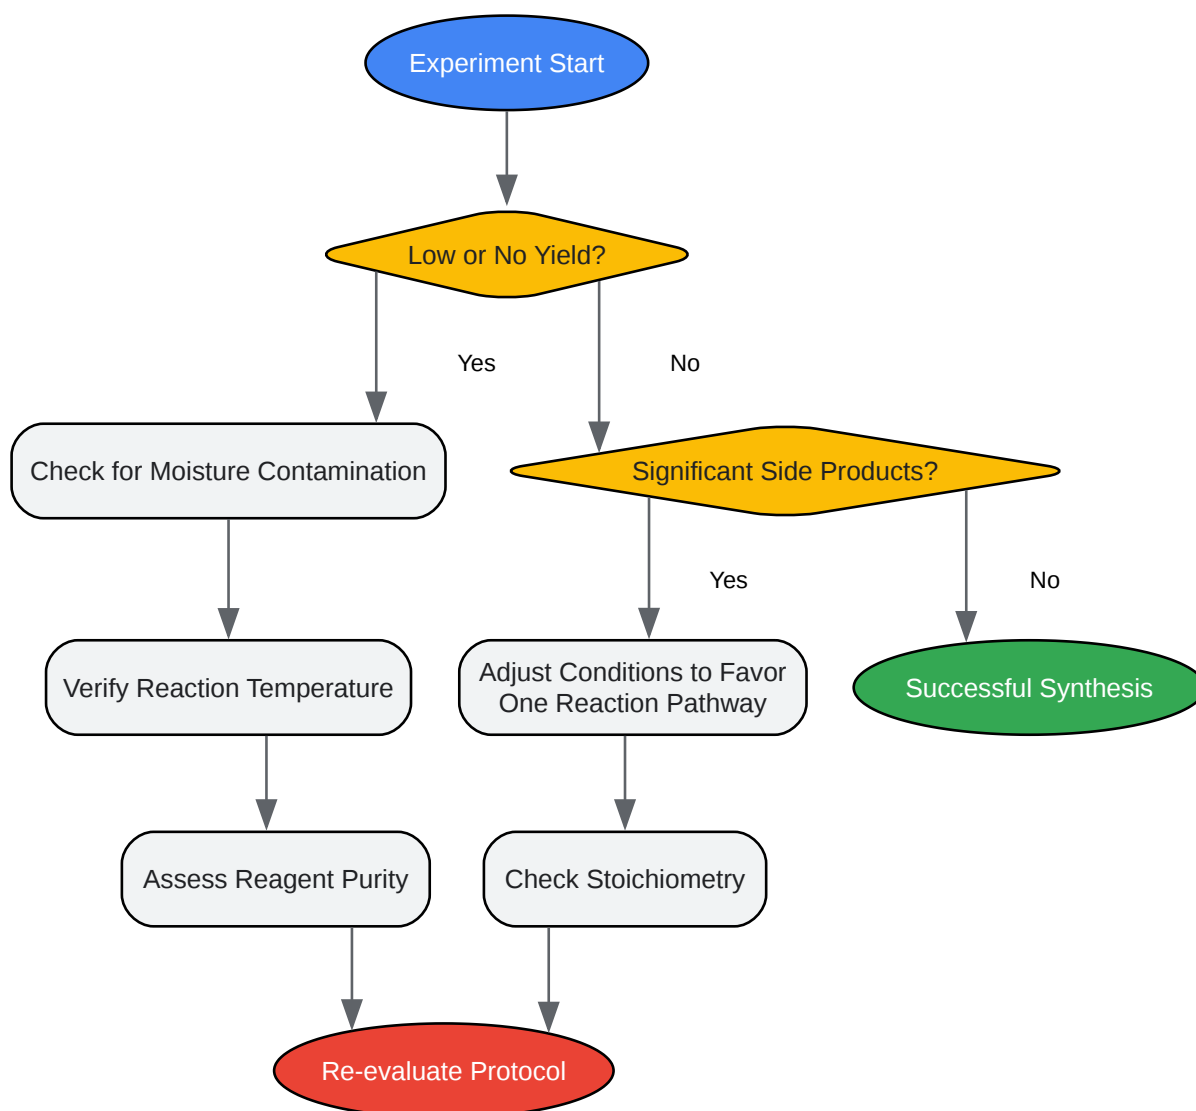 Experiment Start
Low or No Yield?
Yes
No
Check for Moisture Contamination
Significant Side Products?
Yes
No
Verify Reaction Temperature
Adjust Conditions to Favor
One Reaction Pathway
Successful Synthesis
Assess Reagent Purity
Check Stoichiometry
Re-evaluate Protocol